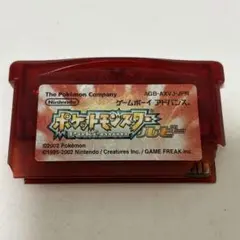 The Pokémon Company AGB-AXVJ-JPN
Nintendo ゲームボーイ アドバンス
ポケットモンスター
ルビー
©2002 Pokémon
©1995-2002 Nintendo / Creatures inc. / GAME FREAK inc.